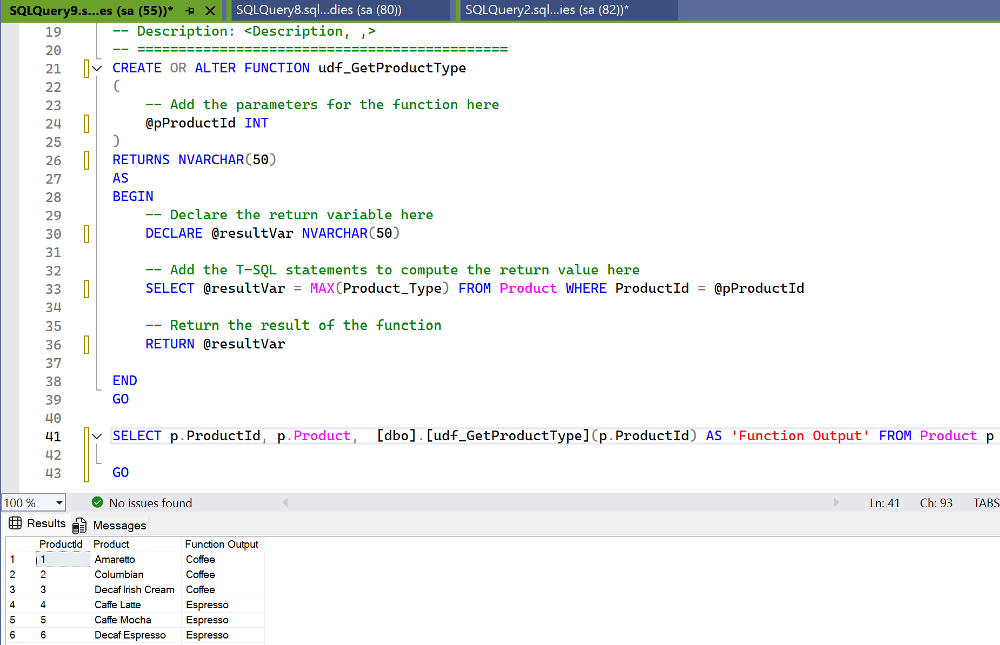 SQLQuery9.s...es (sa (55))* SQLQuery8.sql...dies (sa (80)) SQLQuery2.sql...ies (sa (82))*
19 -- Description: <Description, ,>
20 -- =============================================
21 CREATE OR ALTER FUNCTION udf_GetProductType
22 (
23 -- Add the parameters for the function here
24 @pProductId INT
25 )
26 RETURNS NVARCHAR(50)
27 AS
28 BEGIN
29 -- Declare the return variable here
30 DECLARE @resultVar NVARCHAR(50)
31
32 -- Add the T-SQL statements to compute the return value here
33 SELECT @resultVar = MAX(Product_Type) FROM Product WHERE ProductId = @pProductId
34
35 -- Return the result of the function
36 RETURN @resultVar
37
38 END
39 GO
40
41 SELECT p.ProductId, p.Product, [dbo].[udf_GetProductType](p.ProductId) AS 'Function Output' FROM Product p
42
43 GO
100 % No issues found Ln: 41 Ch: 93 TABS
Results Messages
ProductId Product Function Output
1 1 Amaretto Coffee
2 2 Columbian Coffee
3 3 Decaf Irish Cream Coffee
4 4 Caffe Latte Espresso
5 5 Caffe Mocha Espresso
6 6 Decaf Espresso Espresso